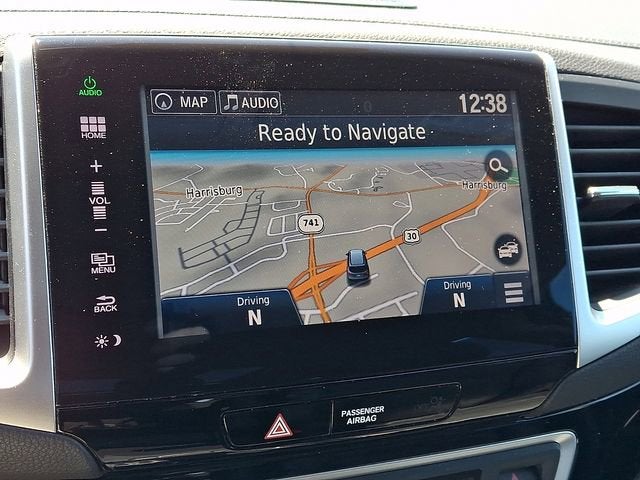 AUDIO
MAP
AUDIO
12:38
HOME
Ready to Navigate
+
VOL
−
Harrisburg
Harrisburg
741
30
MENU
BACK
Driving
N
Driving
N
PASSENGER
AIRBAG